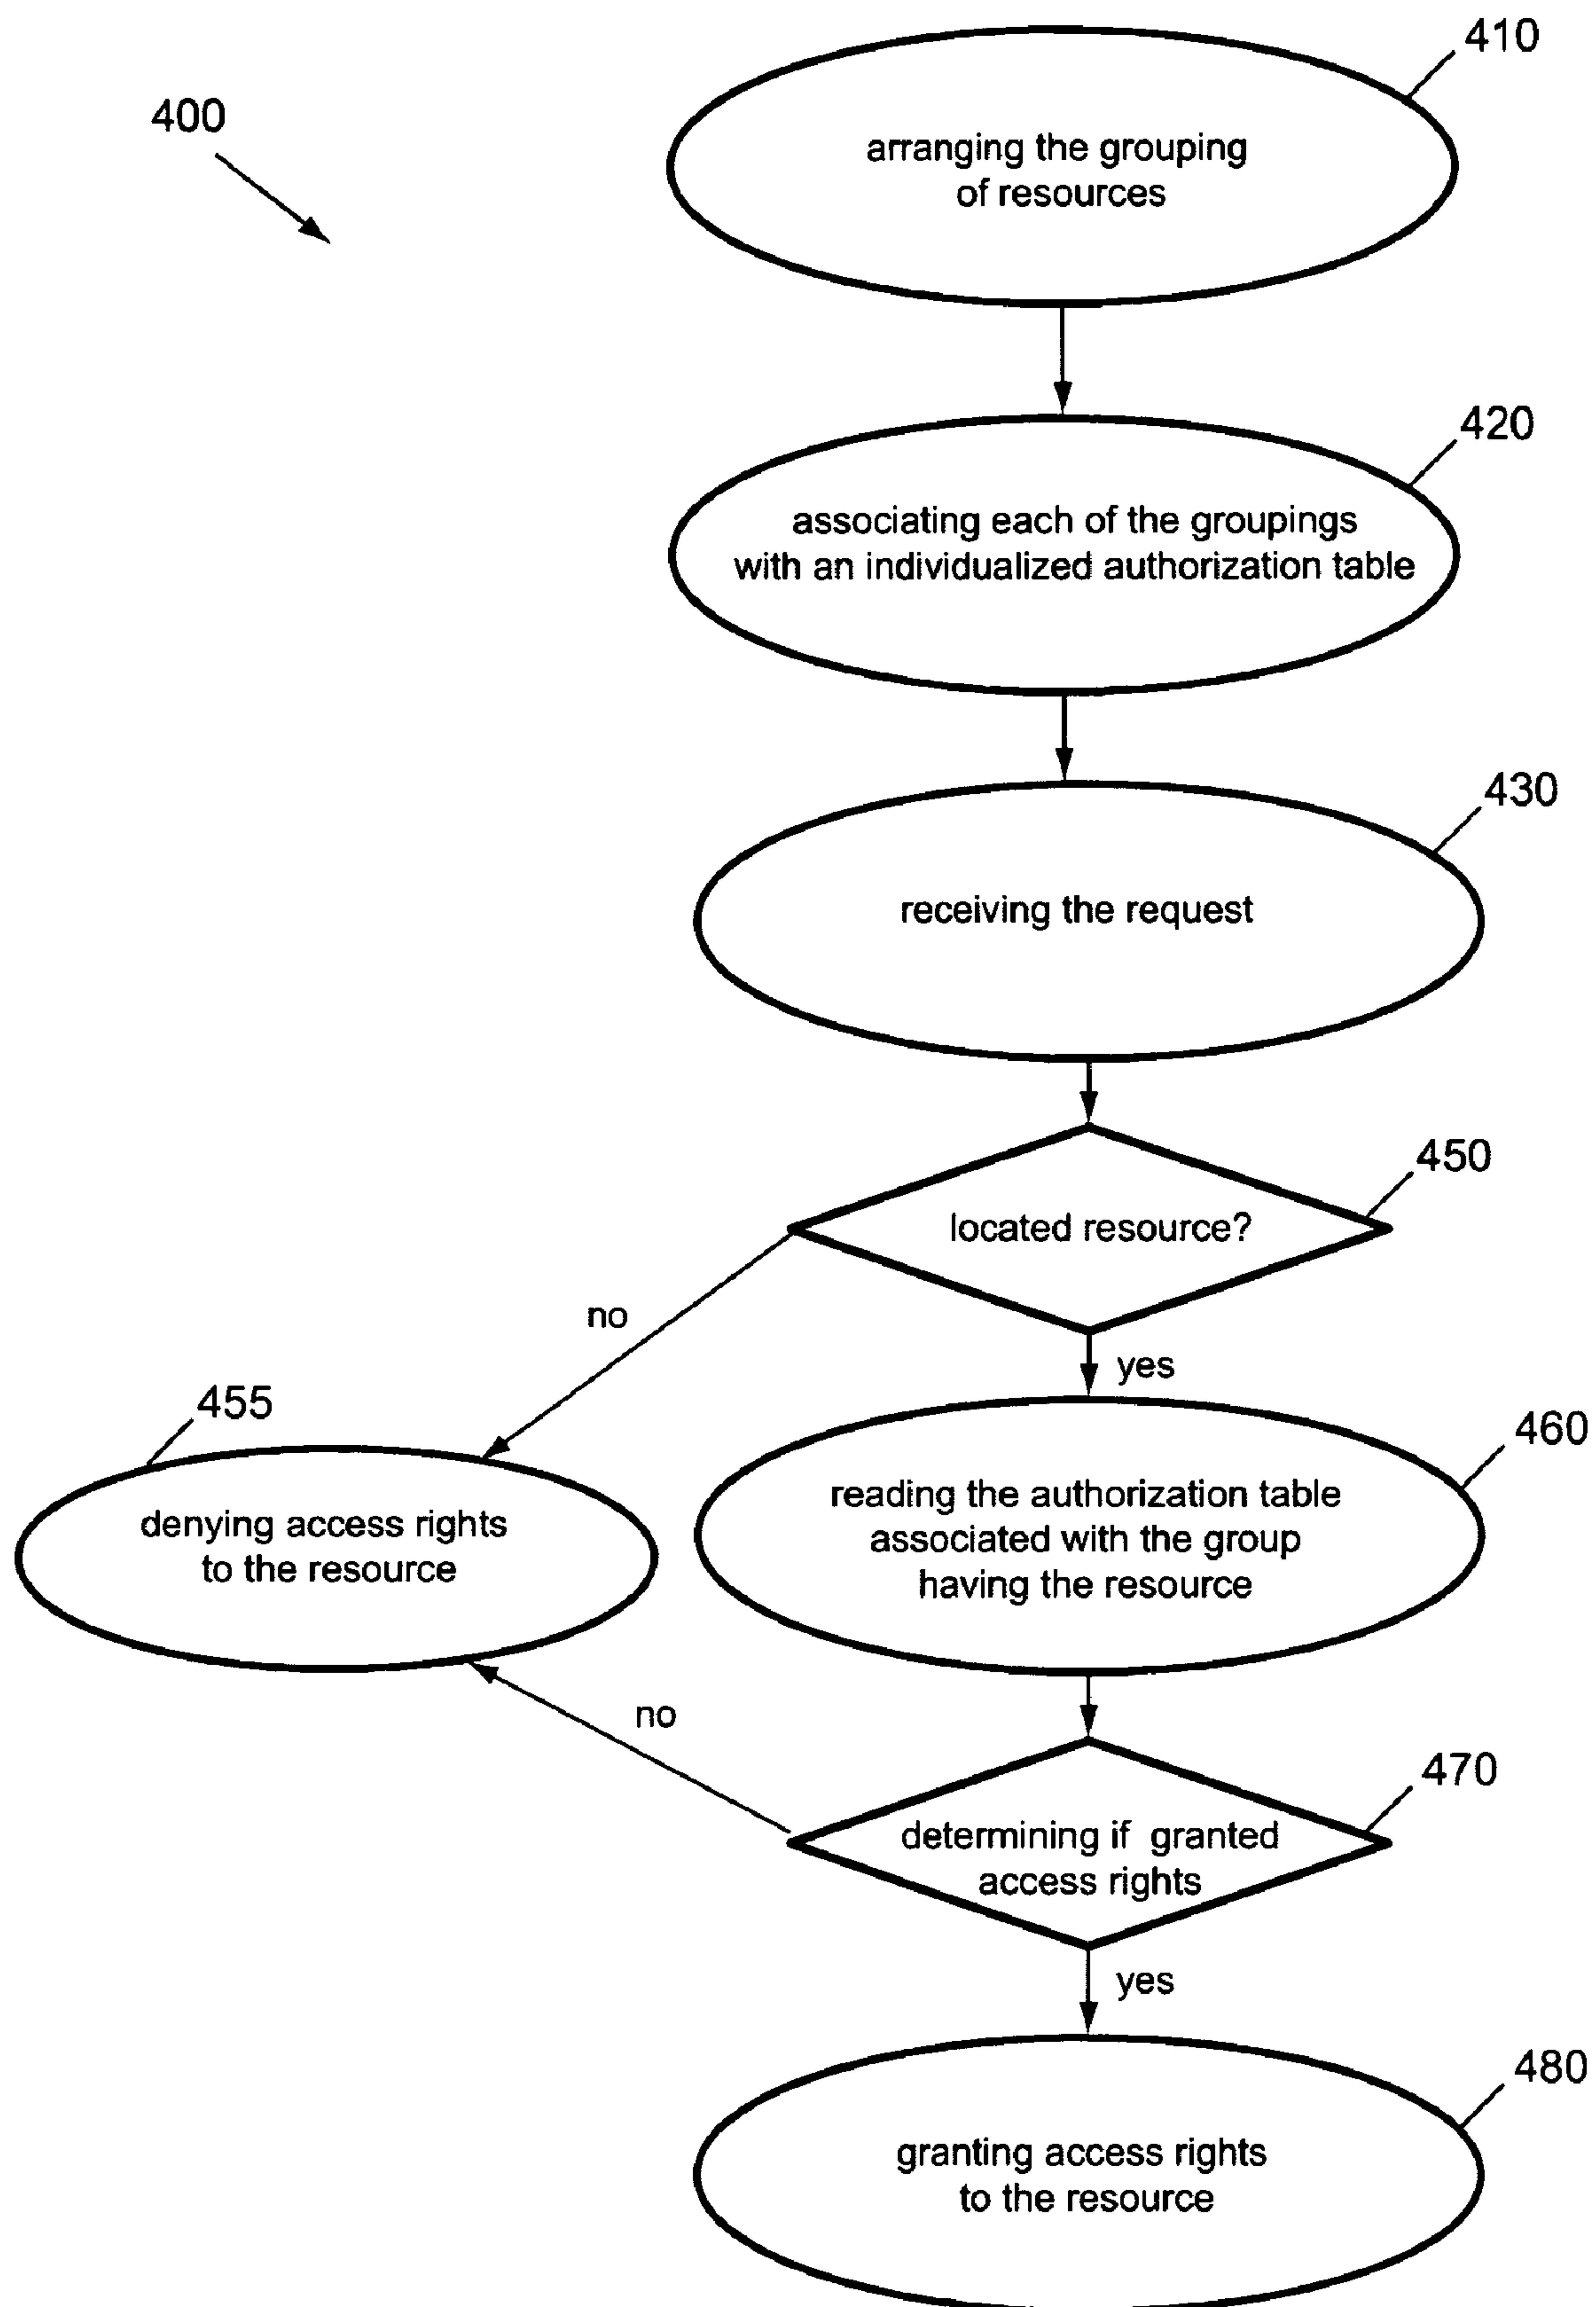 410
400
arranging the grouping
of resources
420
associating each of the groupings
with an individualized authorization table
430
receiving the request
450
located resource?
no
yes
455
460
denying access rights
to the resource
reading the authorization table
associated with the group
having the resource
no
470
determining if granted
access rights
yes
480
granting access rights
to the resource